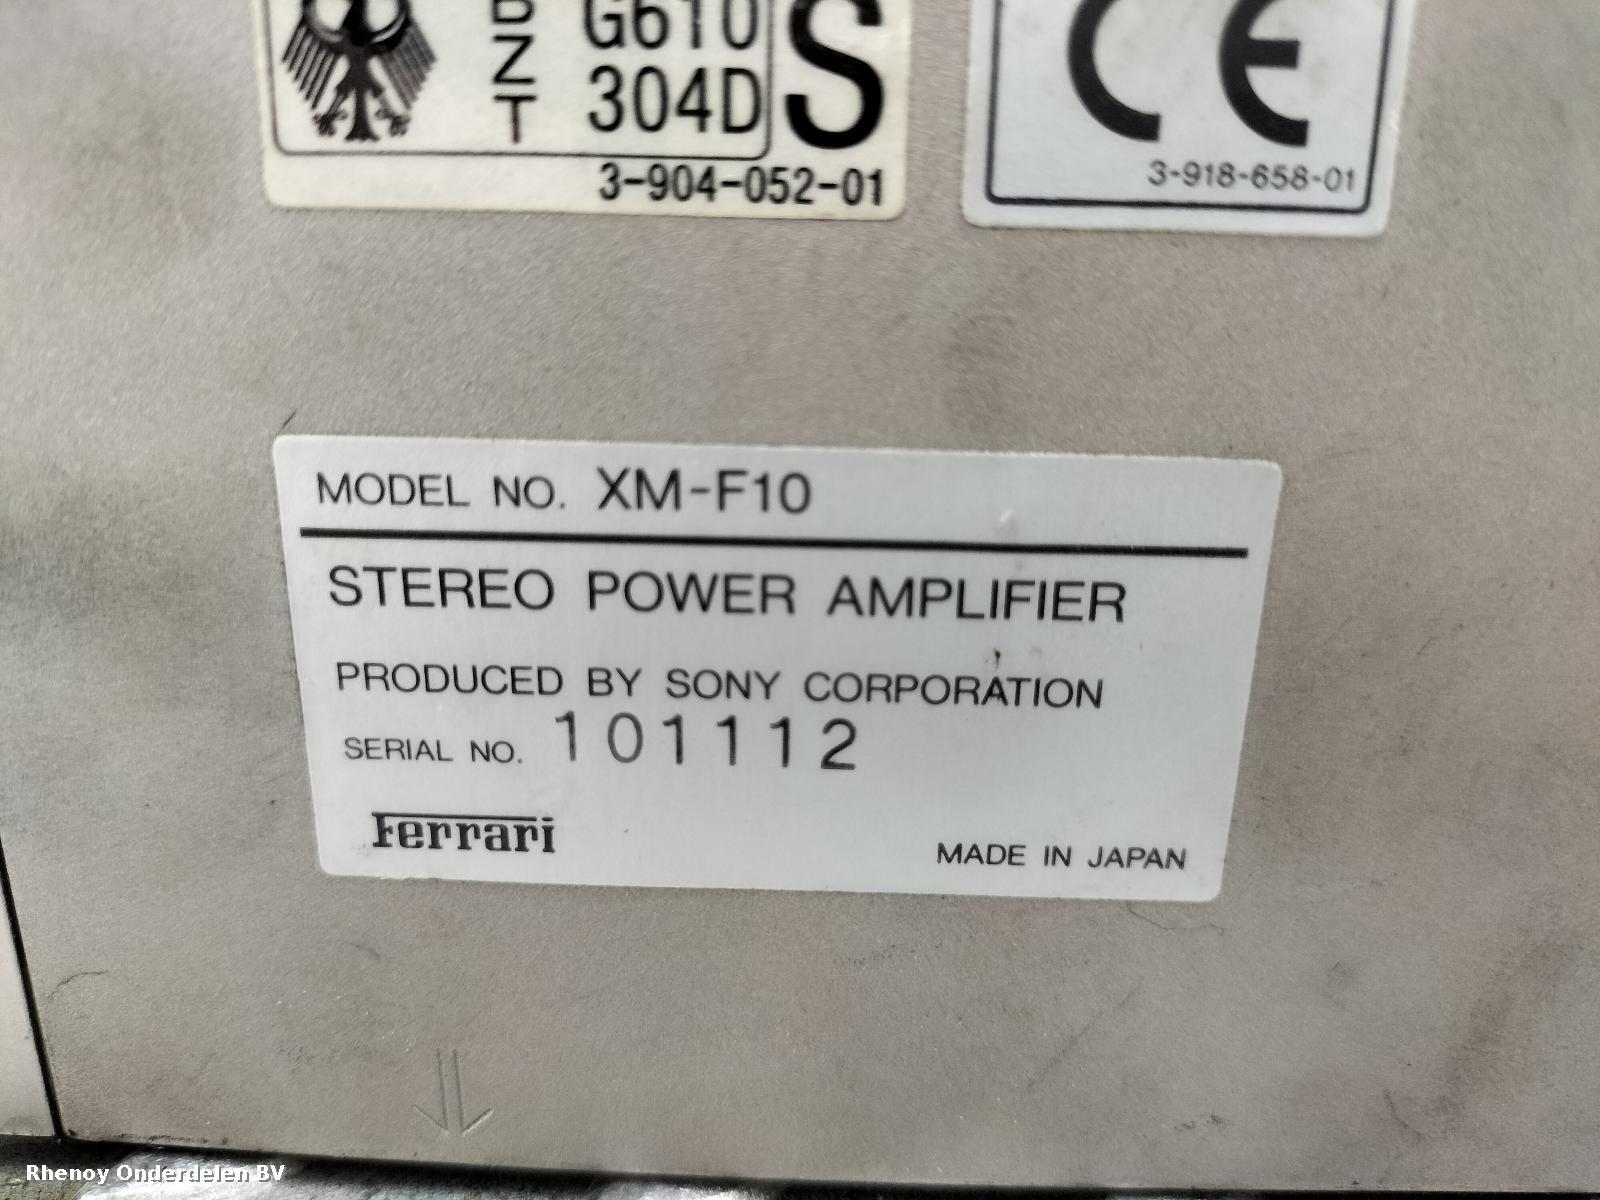 BZT
G610
304D
S
3-904-052-01
CE
3-918-658-01
MODEL NO. XM-F10
STEREO POWER AMPLIFIER
PRODUCED BY SONY CORPORATION
SERIAL NO. 101112
Ferrari
MADE IN JAPAN
Rhenoy Onderdelen BV